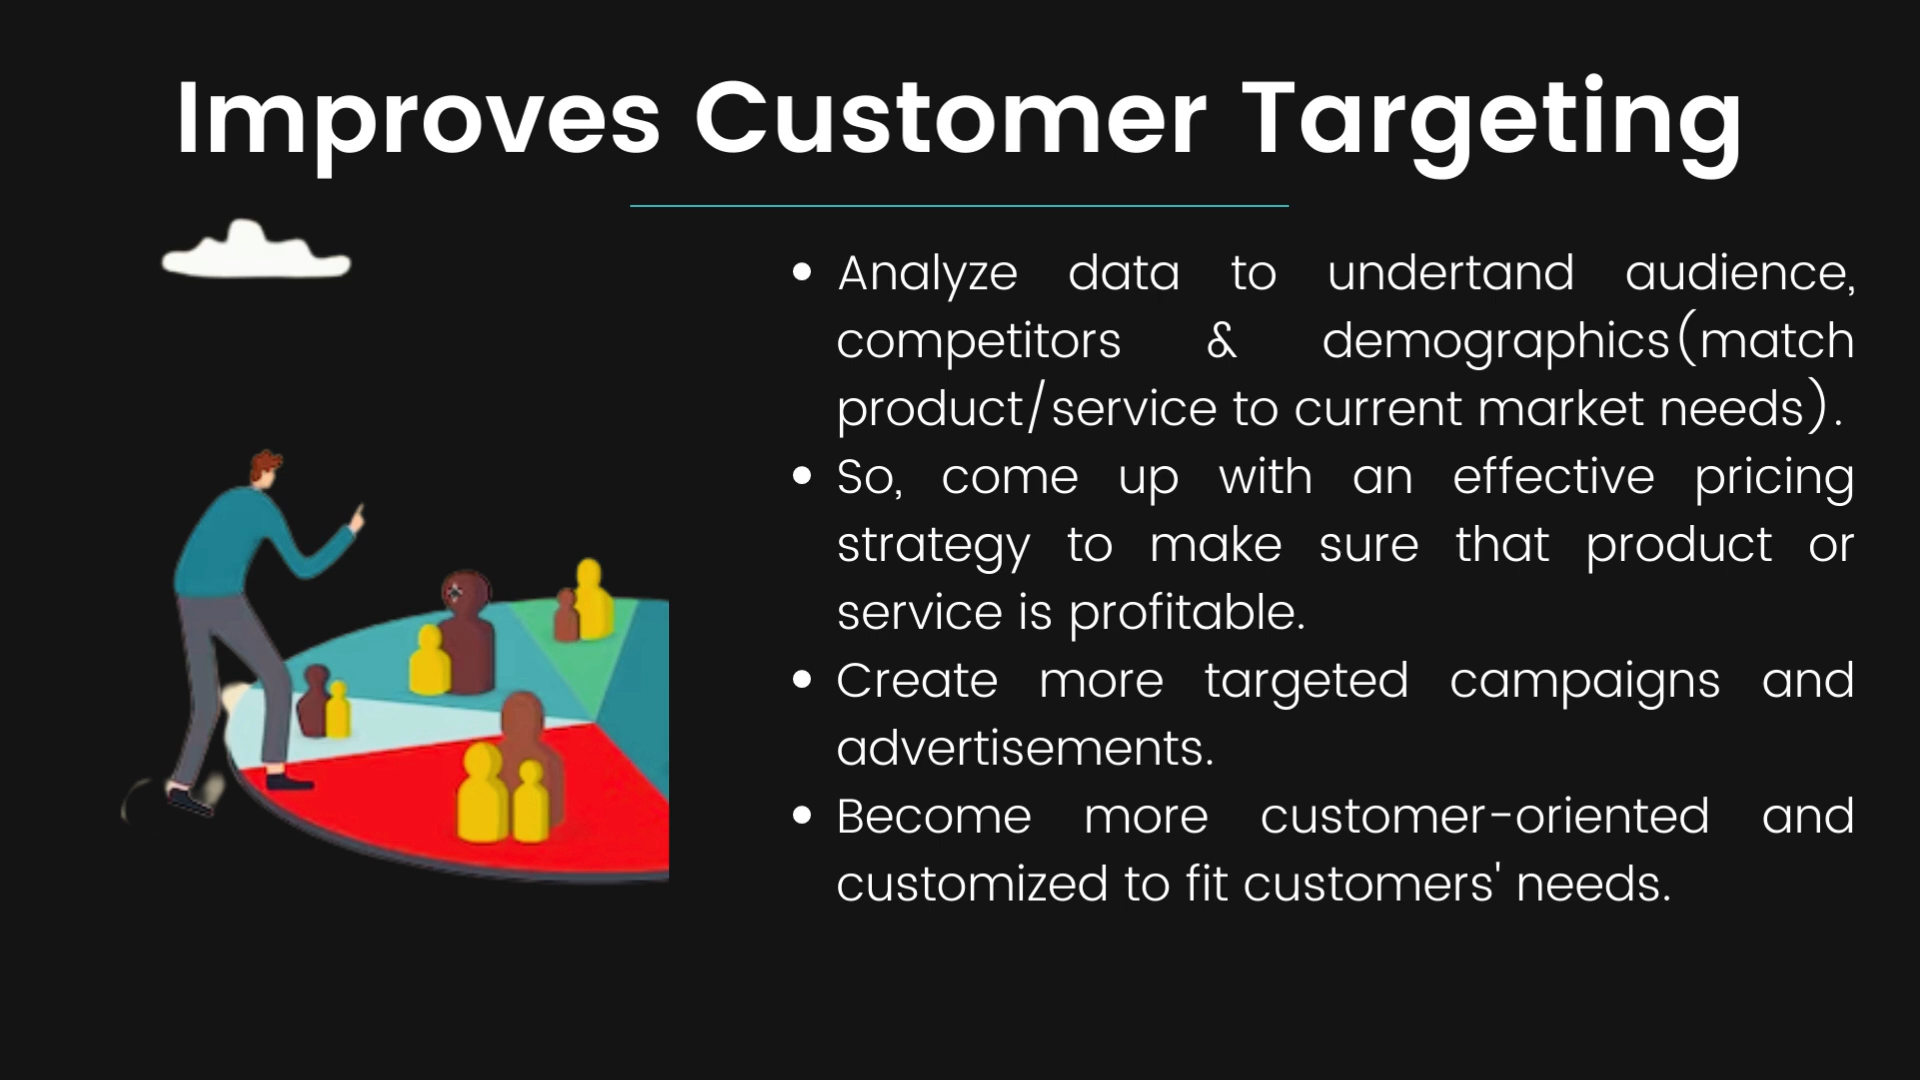 Improves Customer Targeting
• Analyze data to undertand audience,
competitors & demographics(match
product/service to current market needs).
• So, come up with an effective pricing
strategy to make sure that product or
service is profitable.
• Create more targeted campaigns and
advertisements.
• Become more customer-oriented and
customized to fit customers' needs.